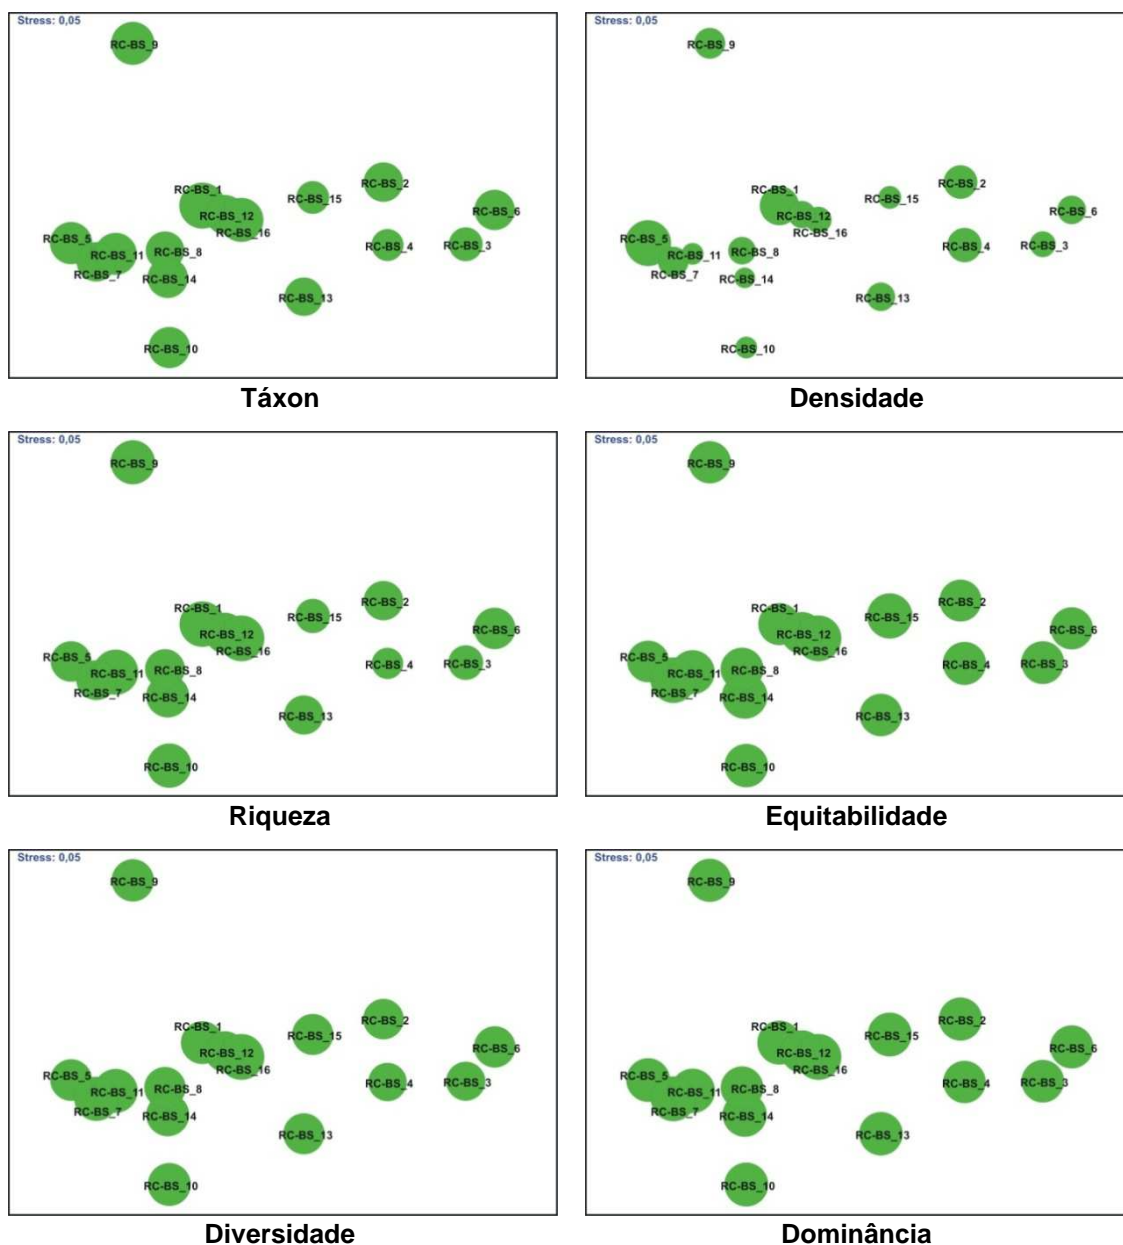 Stress: 0,05
RC-BS_9
RC-BS_2
RC-BS_1
RC-BS_15
RC-BS_6
RC-BS_12
RC-BS_16
RC-BS_5
RC-BS_4
RC-BS_3
RC-BS_8
RC-BS_11
RC-BS_7
RC-BS_14
RC-BS_13
RC-BS_10
Táxon
Stress: 0,05
RC-BS_9
RC-BS_2
RC-BS_1
RC-BS_15
RC-BS_6
RC-BS_12
RC-BS_16
RC-BS_5
RC-BS_4
RC-BS_3
RC-BS_8
RC-BS_11
RC-BS_7
RC-BS_14
RC-BS_13
RC-BS_10
Densidade
Stress: 0,05
RC-BS_9
RC-BS_2
RC-BS_1
RC-BS_15
RC-BS_6
RC-BS_12
RC-BS_16
RC-BS_5
RC-BS_4
RC-BS_3
RC-BS_8
RC-BS_11
RC-BS_7
RC-BS_14
RC-BS_13
RC-BS_10
Riqueza
Stress: 0,05
RC-BS_9
RC-BS_2
RC-BS_1
RC-BS_15
RC-BS_6
RC-BS_12
RC-BS_16
RC-BS_5
RC-BS_4
RC-BS_3
RC-BS_8
RC-BS_11
RC-BS_7
RC-BS_14
RC-BS_13
RC-BS_10
Equitabilidade
Stress: 0,05
RC-BS_9
RC-BS_2
RC-BS_1
RC-BS_15
RC-BS_6
RC-BS_12
RC-BS_16
RC-BS_5
RC-BS_4
RC-BS_3
RC-BS_8
RC-BS_11
RC-BS_7
RC-BS_14
RC-BS_13
RC-BS_10
Diversidade
Stress: 0,05
RC-BS_9
RC-BS_2
RC-BS_1
RC-BS_15
RC-BS_6
RC-BS_12
RC-BS_16
RC-BS_5
RC-BS_4
RC-BS_3
RC-BS_8
RC-BS_11
RC-BS_7
RC-BS_14
RC-BS_13
RC-BS_10
Dominância